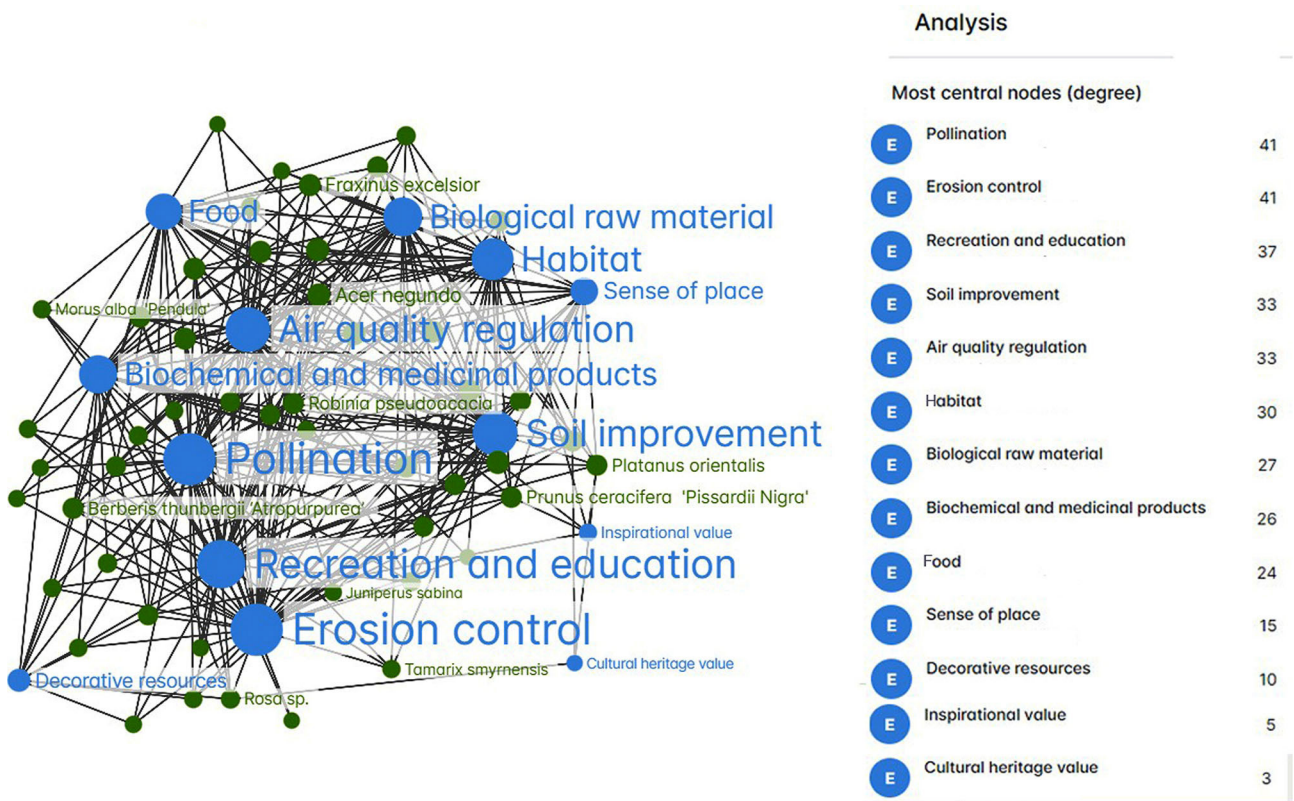 Fraxinus excelsior
Food
Biological raw material
Habitat
Sense of place
Acer negundo
Morus alba 'Pendula'
Air quality regulation
Biochemical and medicinal products
Robinia pseudoacacia
Soil improvement
Pollination
Platanus orientalis
Prunus ceracifera 'Pissardii Nigra'
Berberis thunbergii 'Atropurpurea'
Inspirational value
Recreation and education
Juniperus sabina
Erosion control
Cultural heritage value
Tamarix smyrnensis
Decorative resources
Rosa sp.
Analysis
Most central nodes (degree)
E Pollination 41
E Erosion control 41
E Recreation and education 37
E Soil improvement 33
E Air quality regulation 33
E Habitat 30
E Biological raw material 27
E Biochemical and medicinal products 26
E Food 24
E Sense of place 15
E Decorative resources 10
E Inspirational value 5
E Cultural heritage value 3